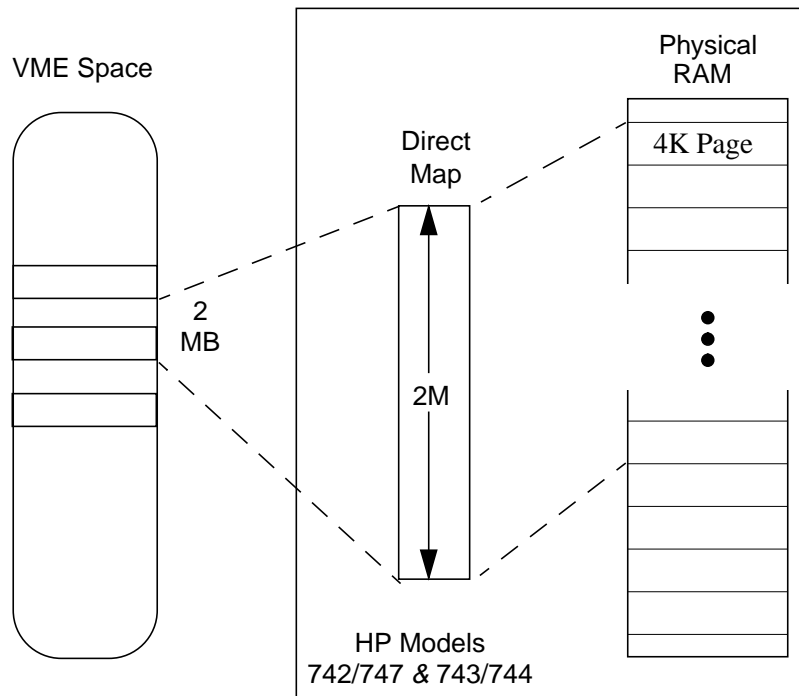 VME Space
Physical
RAM
4K Page
Direct
Map
2
MB
2M
HP Models
742/747 & 743/744